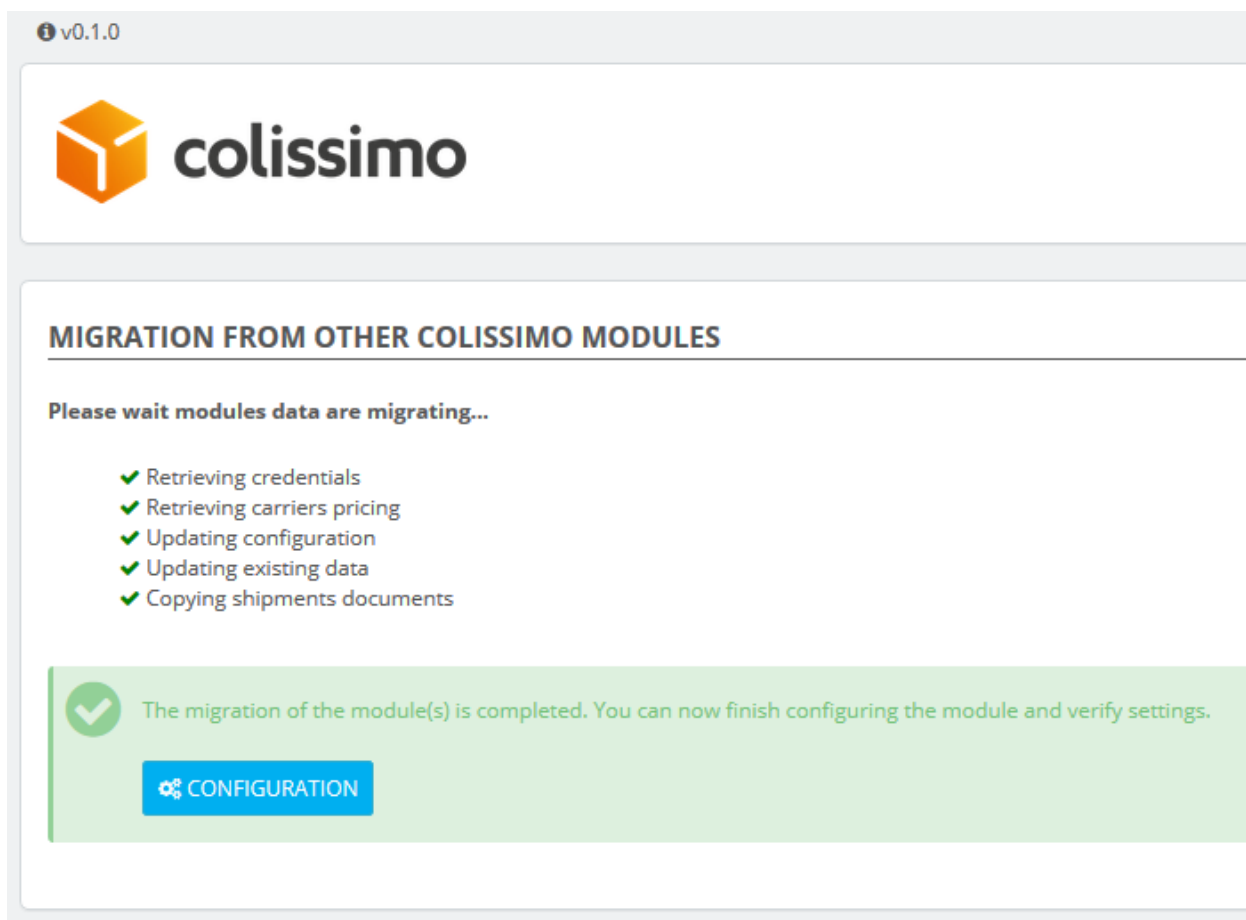 v0.1.0
colissimo
MIGRATION FROM OTHER COLISSIMO MODULES
Please wait modules data are migrating...
Retrieving credentials
Retrieving carriers pricing
Updating configuration
Updating existing data
Copying shipments documents
The migration of the module(s) is completed. You can now finish configuring the module and verify settings.
CONFIGURATION